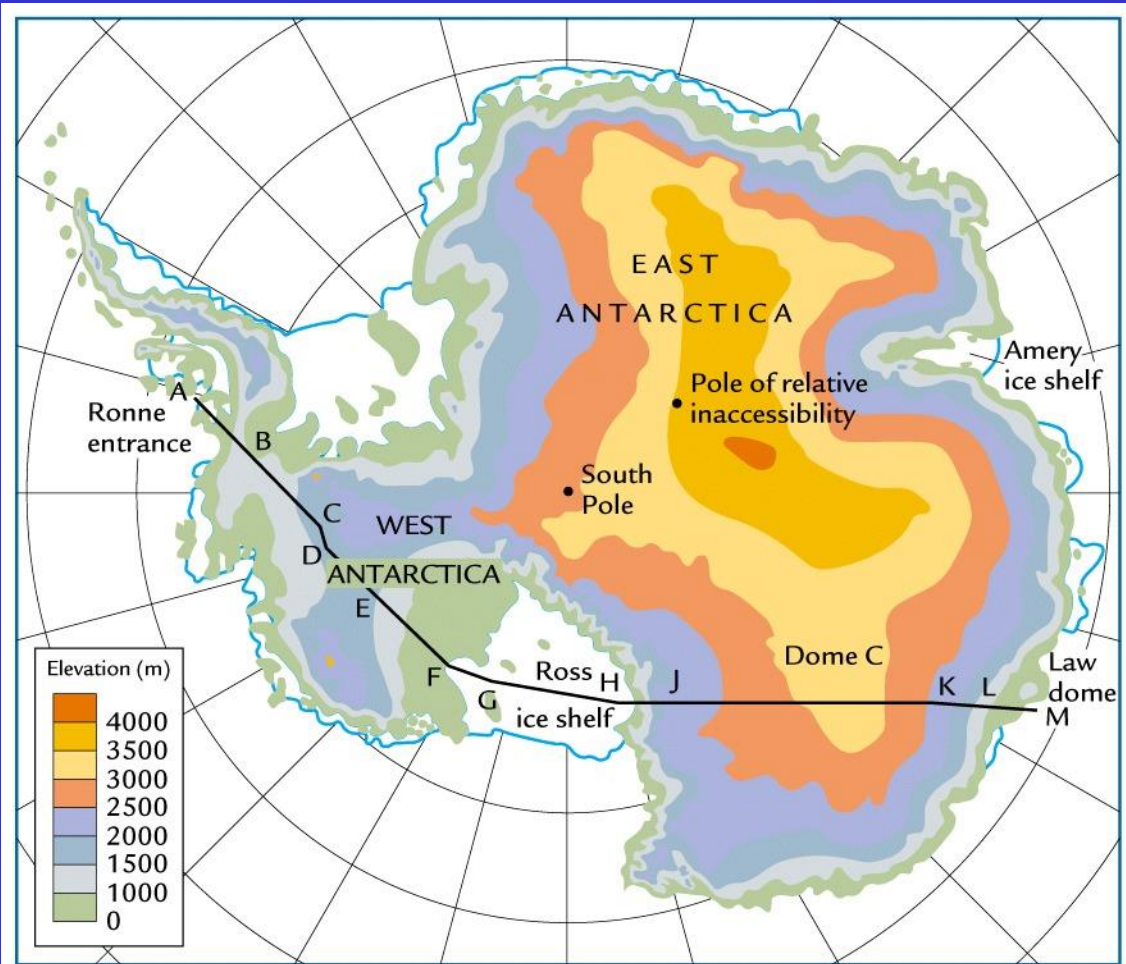 EAST
ANTARCTICA
Amery
ice shelf
Pole of relative
inaccessibility
A
Ronne
entrance
B
South
Pole
C
WEST
D
ANTARCTICA
E
F
G
Ross
ice shelf
H
J
Dome C
K
L
Law
dome
M
Elevation (m)
4000
3500
3000
2500
2000
1500
1000
0